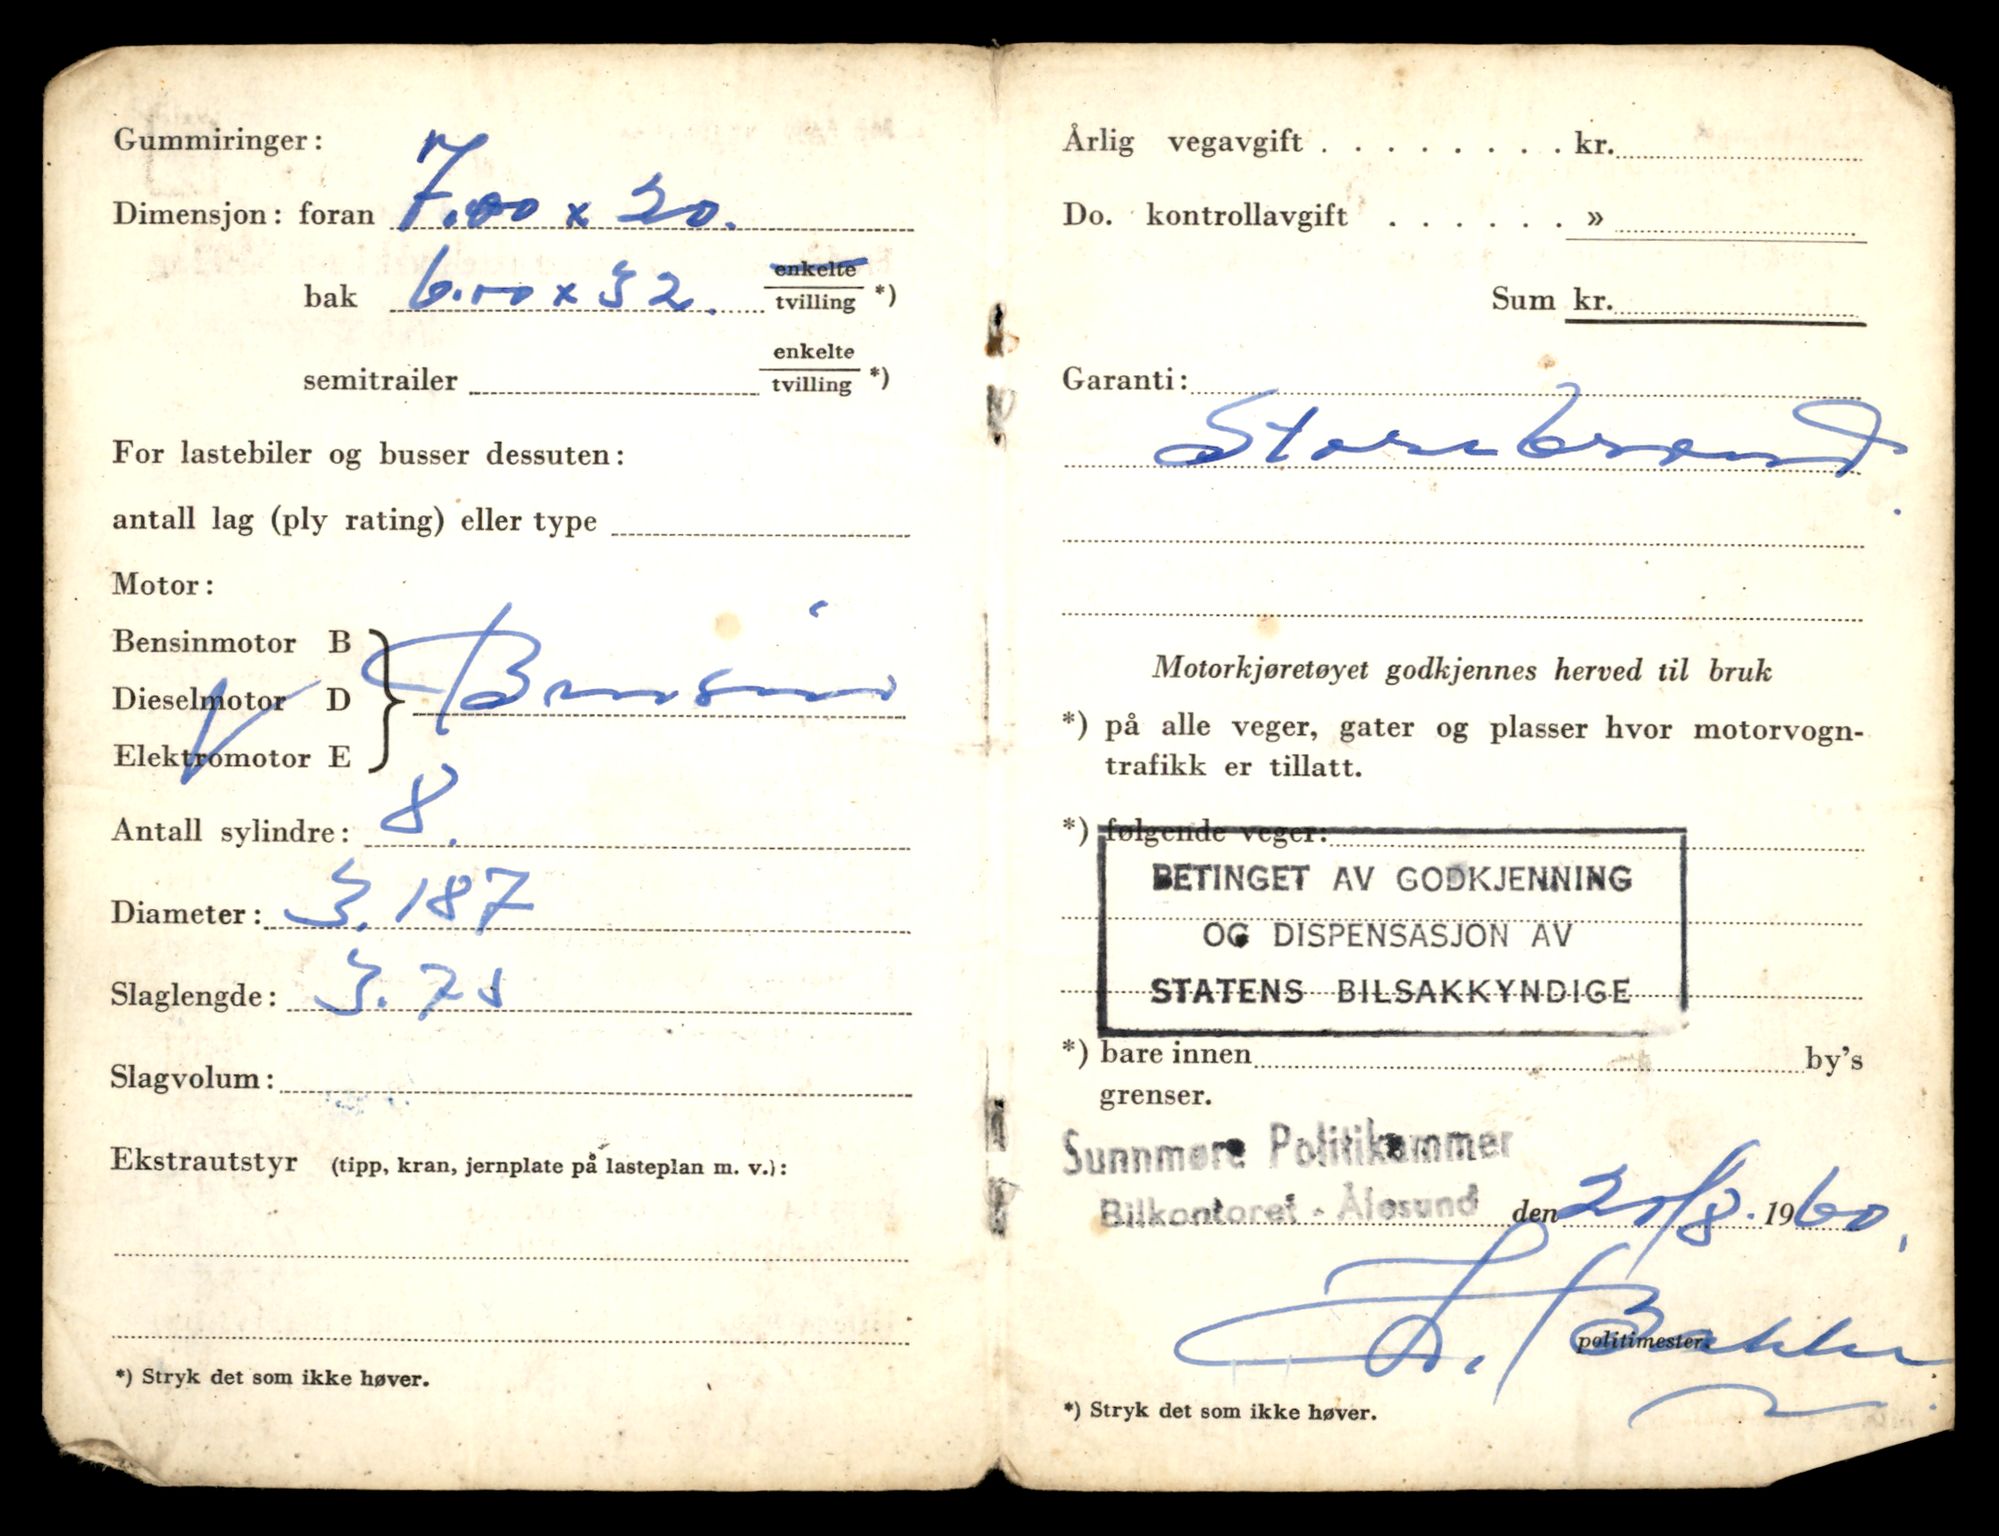 Gummiringer:
Dimensjon: foran 7.00 x 20.
bak 6.00 x 32. enkelte
tvilling *)
semitrailer enkelte
tvilling *)
For lastebiler og busser dessuten:
antall lag (ply rating) eller type
Motor:
Bensinmotor B
Dieselmotor D Bensin
Elektromotor E
Antall sylindre: V 8.
Diameter: 3.187
Slaglengde: 3.75
Slagvolum:
Ekstrautstyr (tipp, kran, jernplate på lasteplan m. v.):
*) Stryk det som ikke høver.
Årlig vegavgift . . . . . . . . kr.
Do. kontrollavgift . . . . . . »
Sum kr.
Garanti:
Storebrand.
Motorkjøretøyet godkjennes herved til bruk
*) på alle veger, gater og plasser hvor motorvogn-
trafikk er tillatt.
*) følgende veger:
BETINGET AV GODKJENNING
OG DISPENSASJON AV
STATENS BILSAKKYNDIGE
*) bare innen by's
grenser.
Sunnmøre Politikammer
Bilkontoret - Ålesund den /8. 1960.
politimester
*) Stryk det som ikke høver.